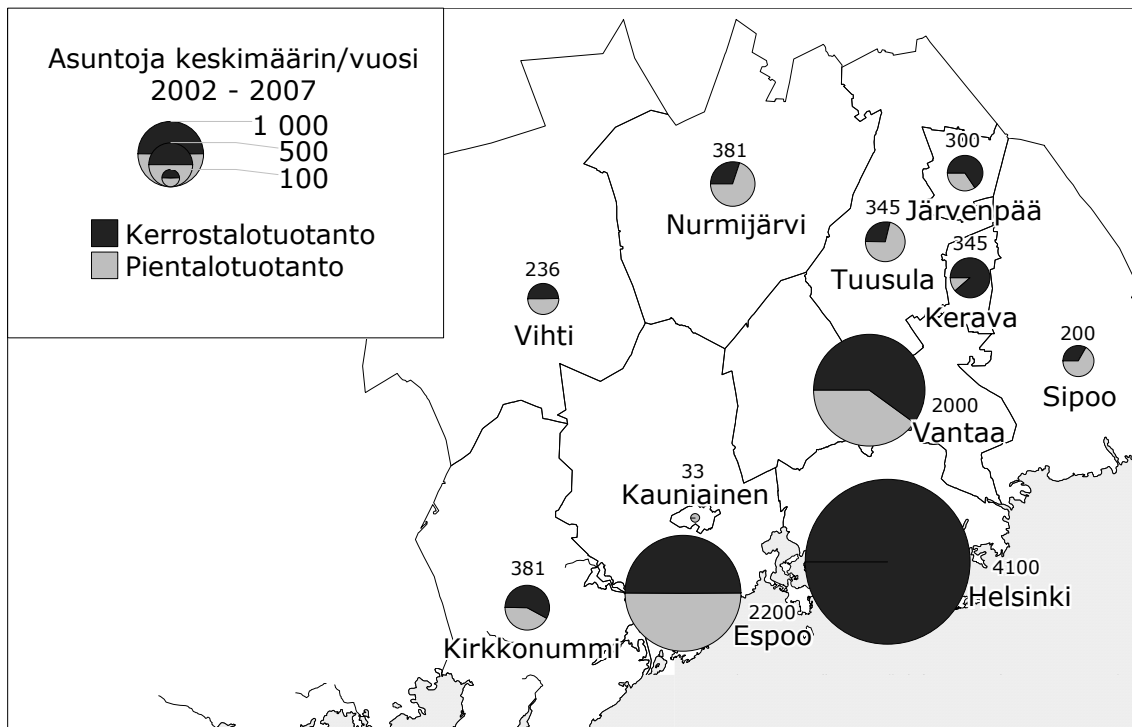 Asuntoja keskimäärin/vuosi
2002 - 2007
1 000
500
100
Kerrostalotuotanto
Pientalotuotanto
381
Nurmijärvi
300
Järvenpää
345
Tuusula
345
Kerava
236
Vihti
200
Sipoo
2000
Vantaa
33
Kauniainen
4100
Helsinki
2200
Espoo
381
Kirkkonummi